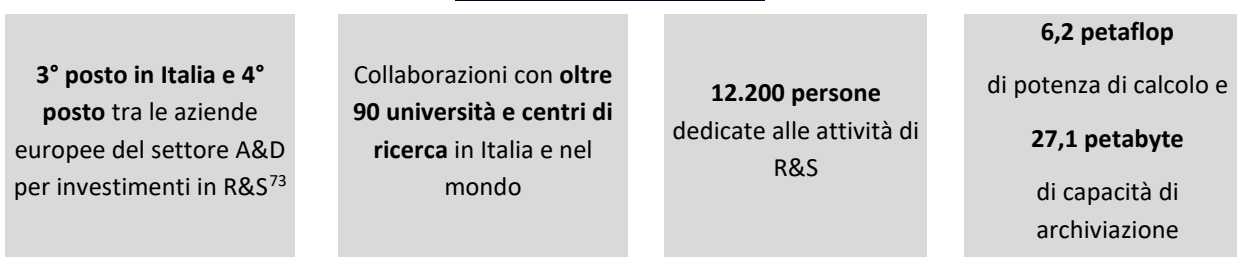 3° posto in Italia e 4°
posto tra le aziende
europee del settore A&D
per investimenti in R&S73
Collaborazioni con oltre
90 università e centri di
ricerca in Italia e nel
mondo
12.200 persone
dedicate alle attività di
R&S
6,2 petaflop
di potenza di calcolo e
27,1 petabyte
di capacità di
archiviazione